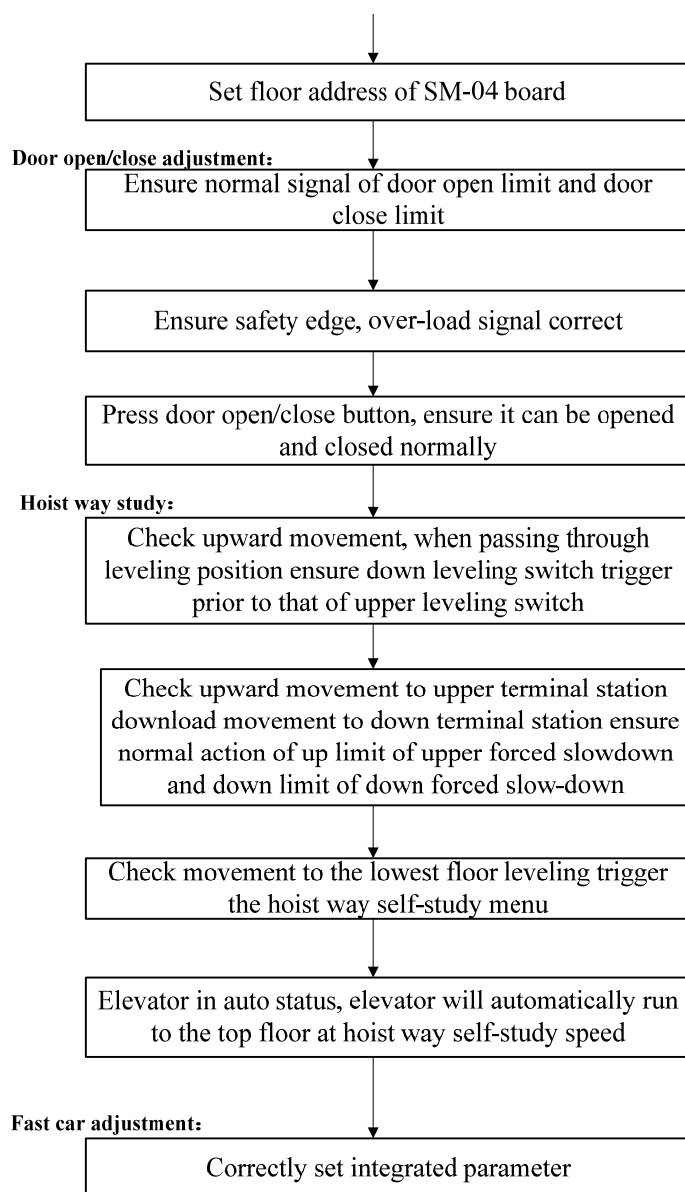 Set floor address of SM-04 board
Door open/close adjustment:
Ensure normal signal of door open limit and door
close limit
Ensure safety edge, over-load signal correct
Press door open/close button, ensure it can be opened
and closed normally
Hoist way study:
Check upward movement, when passing through
leveling position ensure down leveling switch trigger
prior to that of upper leveling switch
Check upward movement to upper terminal station
download movement to down terminal station ensure
normal action of up limit of upper forced slowdown
and down limit of down forced slow-down
Check movement to the lowest floor leveling trigger
the hoist way self-study menu
Elevator in auto status, elevator will automatically run
to the top floor at hoist way self-study speed
Fast car adjustment:
Correctly set integrated parameter